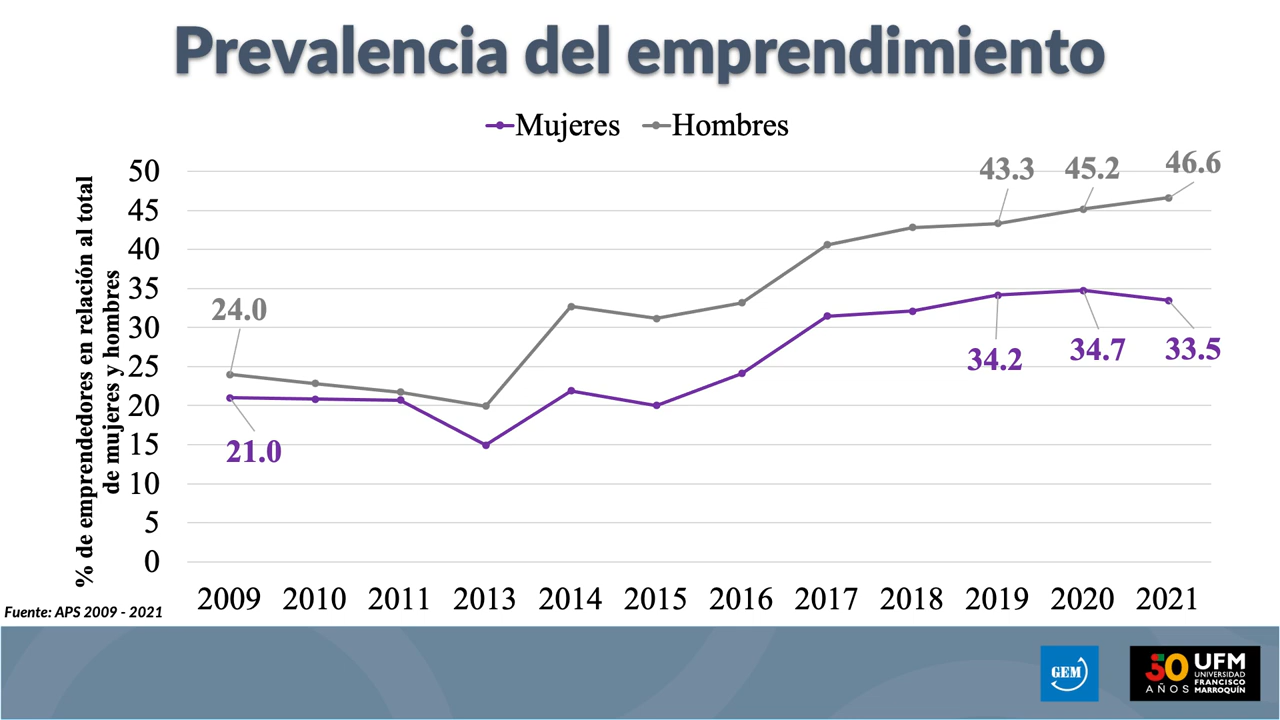 Prevalencia del emprendimiento
Mujeres Hombres
% de emprendedores en relación al total
de mujeres y hombres
50
45
40
35
30
25
20
15
10
5
0
24.0
43.3
45.2
46.6
21.0
34.2
34.7
33.5
2009 2010 2011 2013 2014 2015 2016 2017 2018 2019 2020 2021
Fuente: APS 2009 - 2021
GEM
50
AÑOS
UFM
UNIVERSIDAD
FRANCISCO
MARROQUÍN